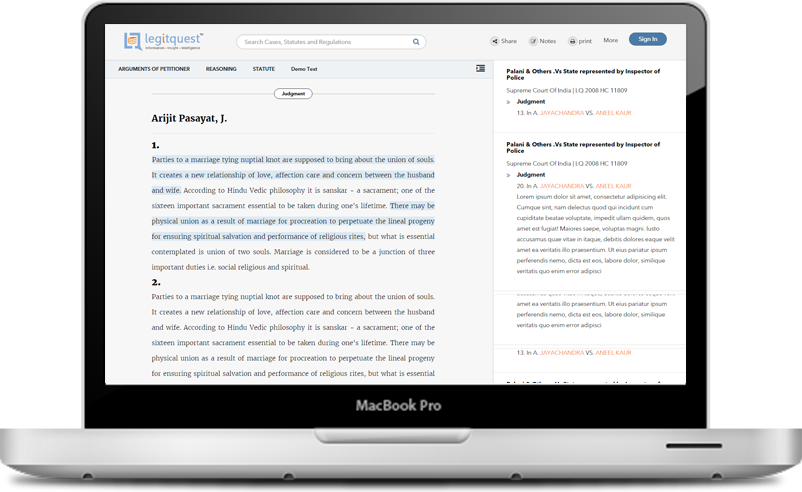 legitquest
Information • Insight • Intelligence
Search Cases, Statutes and Regulations
Share
Notes
print
More
Sign In
ARGUMENTS OF PETITIONER REASONING STATUTE Demo Text
Judgment
Arijit Pasayat, J.
1.
Parties to a marriage tying nuptial knot are supposed to bring about the union of souls.
It creates a new relationship of love, affection care and concern between the husband
and wife. According to Hindu Vedic philosophy it is sanskar – a sacrament; one of the
sixteen important sacrament essential to be taken during one's lifetime. There may be
physical union as a result of marriage for procreation to perpetuate the lineal progeny
for ensuring spiritual salvation and performance of religious rites, but what is essential
contemplated is union of two souls. Marriage is considered to be a junction of three
important duties i.e. social religious and spiritual.
2.
Parties to a marriage tying nuptial knot are supposed to bring about the union of souls.
It creates a new relationship of love, affection care and concern between the husband
and wife. According to Hindu Vedic philosophy it is sanskar – a sacrament; one of the
sixteen important sacrament essential to be taken during one's lifetime. There may be
physical union as a result of marriage for procreation to perpetuate the lineal progeny
for ensuring spiritual salvation and performance of religious rites, but what is essential
Palani & Others .Vs State represented by Inspector of
Police
Supreme Court Of India | LQ 2008 HC 11809
» Judgment
13. In A. JAYACHANDRA VS. ANEEL KAUR
Palani & Others .Vs State represented by Inspector of
Police
Supreme Court Of India | LQ 2008 HC 11809
» Judgment
20. In A. JAYACHANDRA VS. ANEEL KAUR
Lorem ipsum dolor sit amet, consectetur adipisicing elit.
Cumque sint, nam delectus quod qui incidunt cum
cupiditate beatae voluptate, impedit ullam quidem, quos
amet est fugiat! Maiores saepe, voluptas magni. Iusto
accusamus quae vitae in itaque, debitis dolores eaque velit
amet ea veritatis illo praesentium. Ut eius pariatur ipsum
perferendis nemo, dicta est eos, labore dolor, similique
veritatis quo enim error adipisci
accusamus quae vitae in itaque, debitis dolores eaque velit
amet ea veritatis illo praesentium. Ut eius pariatur ipsum
perferendis nemo, dicta est eos, labore dolor, similique
veritatis quo enim error adipisci
13. In A. JAYACHANDRA VS. ANEEL KAUR
MacBook Pro